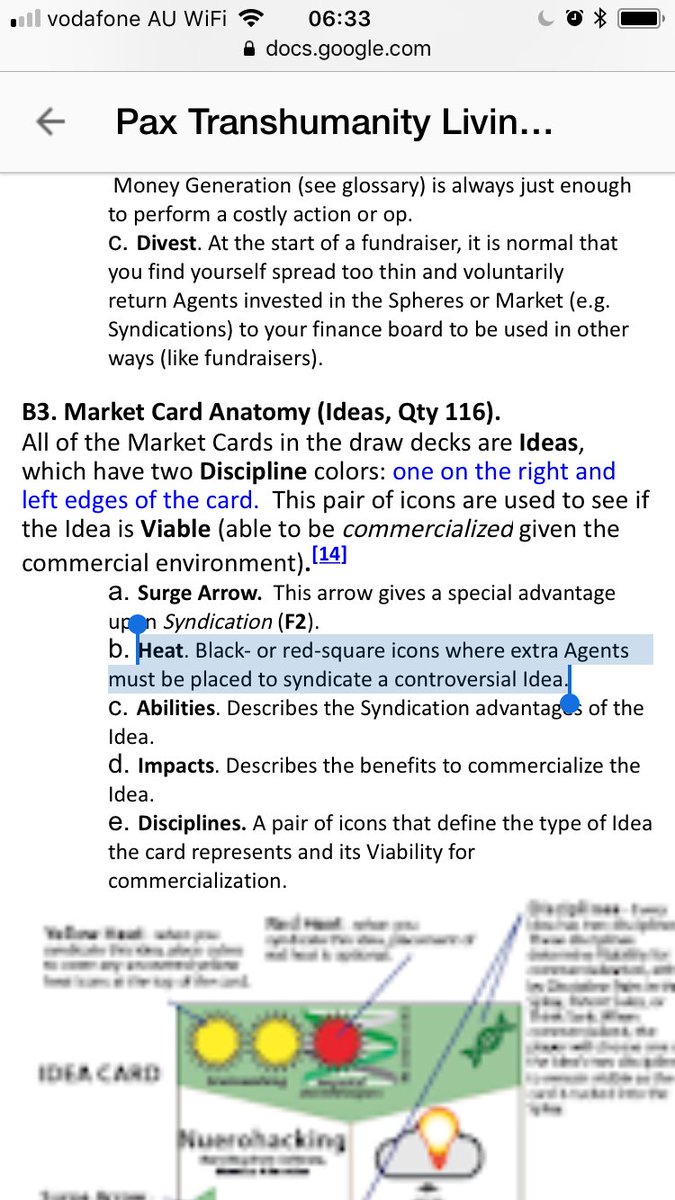 vodafone AU WiFi
06:33
docs.google.com
Pax Transhumanity Livin...
Money Generation (see glossary) is always just enough
to perform a costly action or op.
c. Divest. At the start of a fundraiser, it is normal that
you find yourself spread too thin and voluntarily
return Agents invested in the Spheres or Market (e.g.
Syndications) to your finance board to be used in other
ways (like fundraisers).
B3. Market Card Anatomy (Ideas, Qty 116).
All of the Market Cards in the draw decks are Ideas,
which have two Discipline colors: one on the right and
left edges of the card. This pair of icons are used to see if
the Idea is Viable (able to be commercialized given the
commercial environment).[14]
a. Surge Arrow. This arrow gives a special advantage
upon Syndication (F2).
b. Heat. Black- or red-square icons where extra Agents
must be placed to syndicate a controversial Idea.
c. Abilities. Describes the Syndication advantages of the
Idea.
d. Impacts. Describes the benefits to commercialize the
Idea.
e. Disciplines. A pair of icons that define the type of Idea
the card represents and its Viability for
commercialization.
Yellow Heat
Red Heat
Disciplines
IDEA CARD
Nuerohacking
Surge Arrow